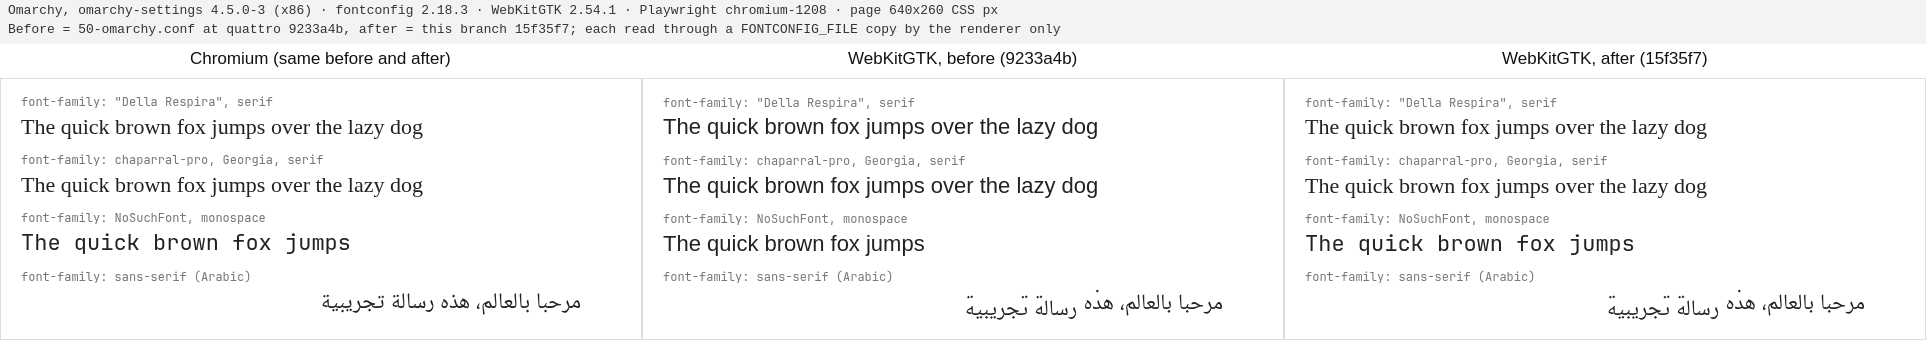 Omarchy, omarchy-settings 4.5.0-3 (x86) · fontconfig 2.18.3 · WebKitGTK 2.54.1 · Playwright chromium-1208 · page 640x260 CSS px
Before = 50-omarchy.conf at quattro 9233a4b, after = this branch 15f35f7; each read through a FONTCONFIG_FILE copy by the renderer only
Chromium (same before and after)
font-family: "Della Respira", serif
The quick brown fox jumps over the lazy dog
font-family: chaparral-pro, Georgia, serif
The quick brown fox jumps over the lazy dog
font-family: NoSuchFont, monospace
The quick brown fox jumps
font-family: sans-serif (Arabic)
مرحبا بالعالم، هذه رسالة تجريبية
WebKitGTK, before (9233a4b)
font-family: "Della Respira", serif
The quick brown fox jumps over the lazy dog
font-family: chaparral-pro, Georgia, serif
The quick brown fox jumps over the lazy dog
font-family: NoSuchFont, monospace
The quick brown fox jumps
font-family: sans-serif (Arabic)
مرحبا بالعالم، هذه رسالة تجريبية
WebKitGTK, after (15f35f7)
font-family: "Della Respira", serif
The quick brown fox jumps over the lazy dog
font-family: chaparral-pro, Georgia, serif
The quick brown fox jumps over the lazy dog
font-family: NoSuchFont, monospace
The quick brown fox jumps
font-family: sans-serif (Arabic)
مرحبا بالعالم، هذه رسالة تجريبية